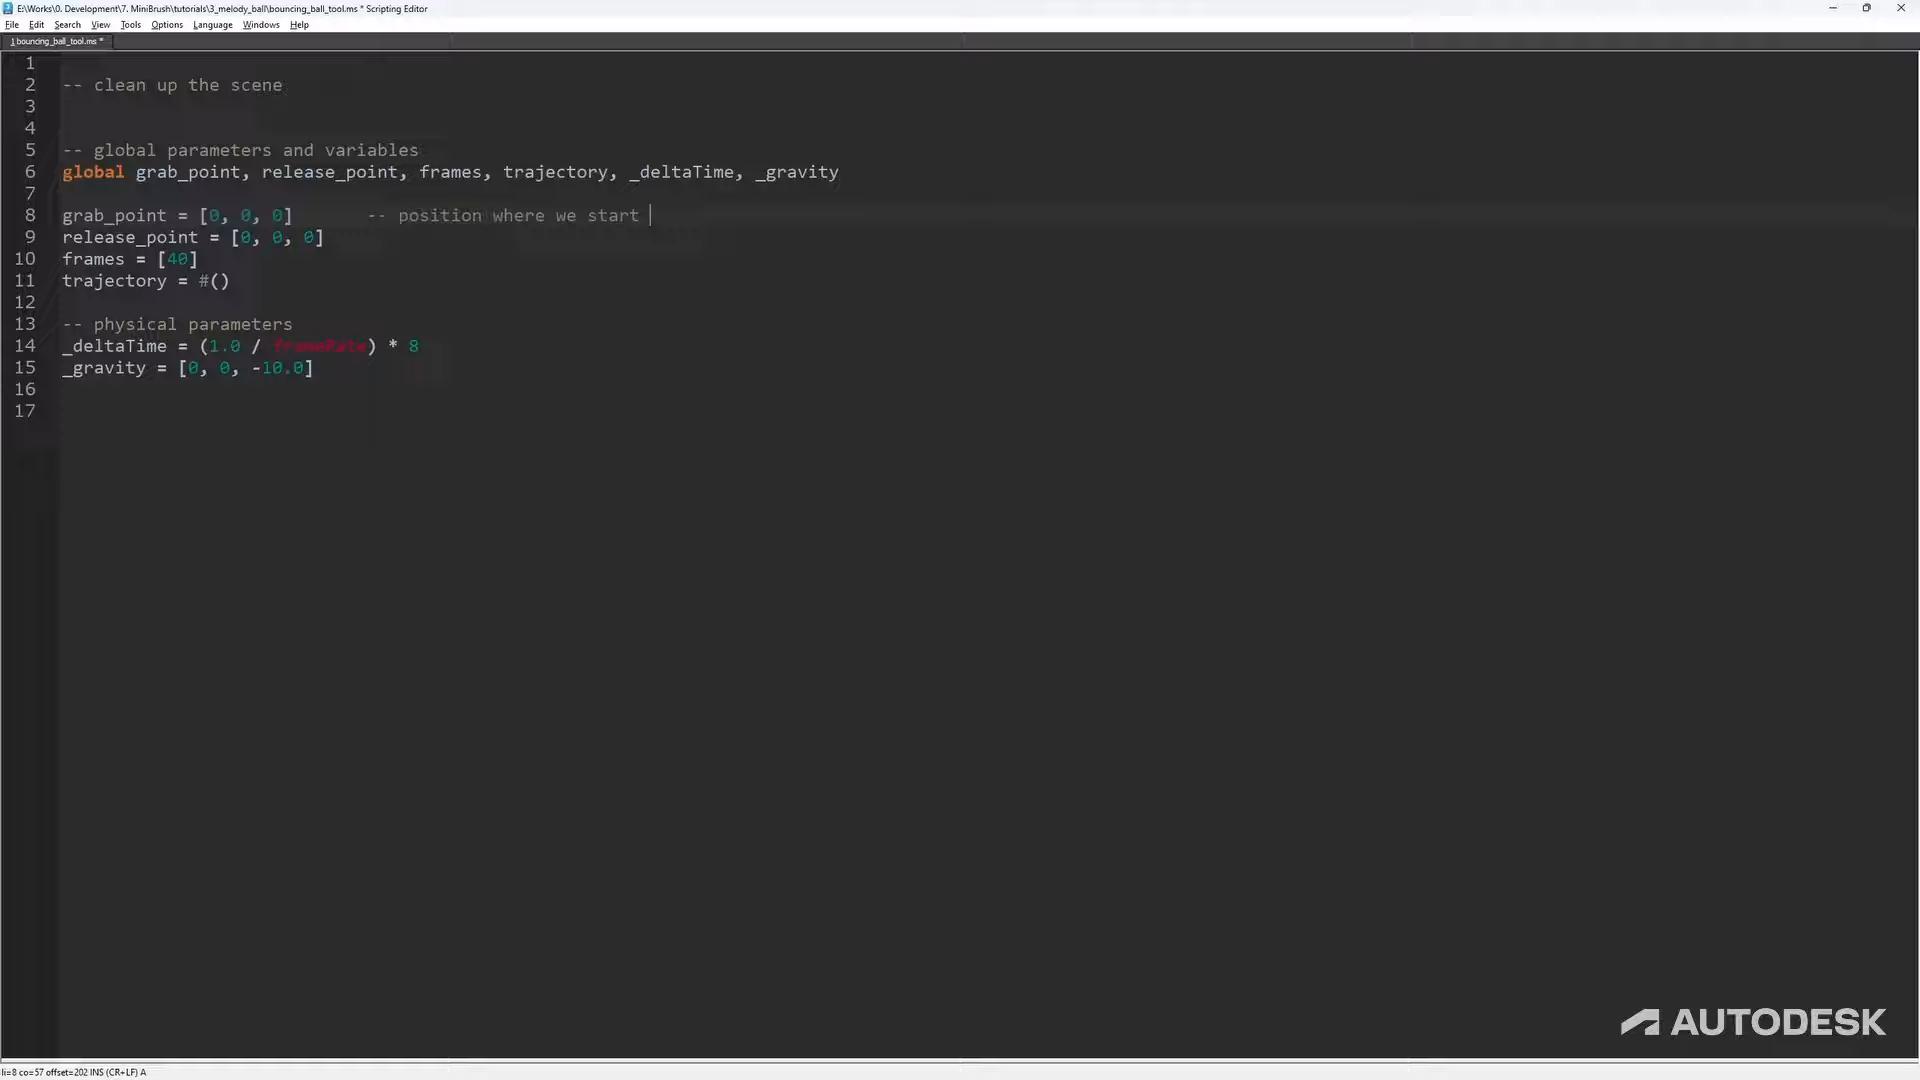 E:\Works\0. Development\7. MiniBrush\tutorials\3_melody_ball\bouncing_ball_tool.ms * Scripting Editor
File Edit Search View Tools Options Language Windows Help
1 bouncing_ball_tool.ms *
1
2 -- clean up the scene
3
4
5 -- global parameters and variables
6 global grab_point, release_point, frames, trajectory, _deltaTime, _gravity
7
8 grab_point = [0, 0, 0] -- position where we start
9 release_point = [0, 0, 0]
10 frames = [40]
11 trajectory = #()
12
13 -- physical parameters
14 _deltaTime = (1.0 / frameRate) * 8
15 _gravity = [0, 0, -10.0]
16
17
AUTODESK
li=8 co=57 offset=202 INS (CR+LF) A